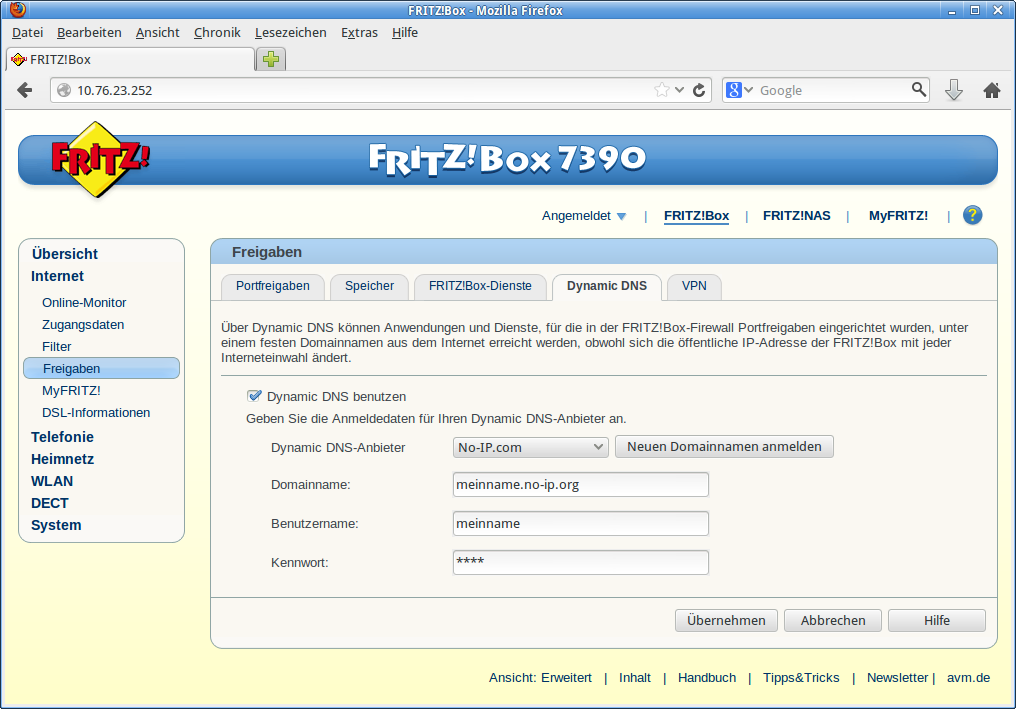 FRITZ!Box - Mozilla Firefox
Datei Bearbeiten Ansicht Chronik Lesezeichen Extras Hilfe
FRITZ!Box
10.76.23.252
Google
FRITZ!
FRITZ!Box 7390
Angemeldet | FRITZ!Box | FRITZ!NAS | MyFRITZ! | ?
Übersicht
Internet
Online-Monitor
Zugangsdaten
Filter
Freigaben
MyFRITZ!
DSL-Informationen
Telefonie
Heimnetz
WLAN
DECT
System
Freigaben
Portfreigaben Speicher FRITZ!Box-Dienste Dynamic DNS VPN
Über Dynamic DNS können Anwendungen und Dienste, für die in der FRITZ!Box-Firewall Portfreigaben eingerichtet wurden, unter
einem festen Domainnamen aus dem Internet erreicht werden, obwohl sich die öffentliche IP-Adresse der FRITZ!Box mit jeder
Interneteinwahl ändert.
Dynamic DNS benutzen
Geben Sie die Anmeldedaten für Ihren Dynamic DNS-Anbieter an.
Dynamic DNS-Anbieter No-IP.com Neuen Domainnamen anmelden
Domainname: meinname.no-ip.org
Benutzername: meinname
Kennwort: ****
Übernehmen Abbrechen Hilfe
Ansicht: Erweitert | Inhalt | Handbuch | Tipps&Tricks | Newsletter | avm.de